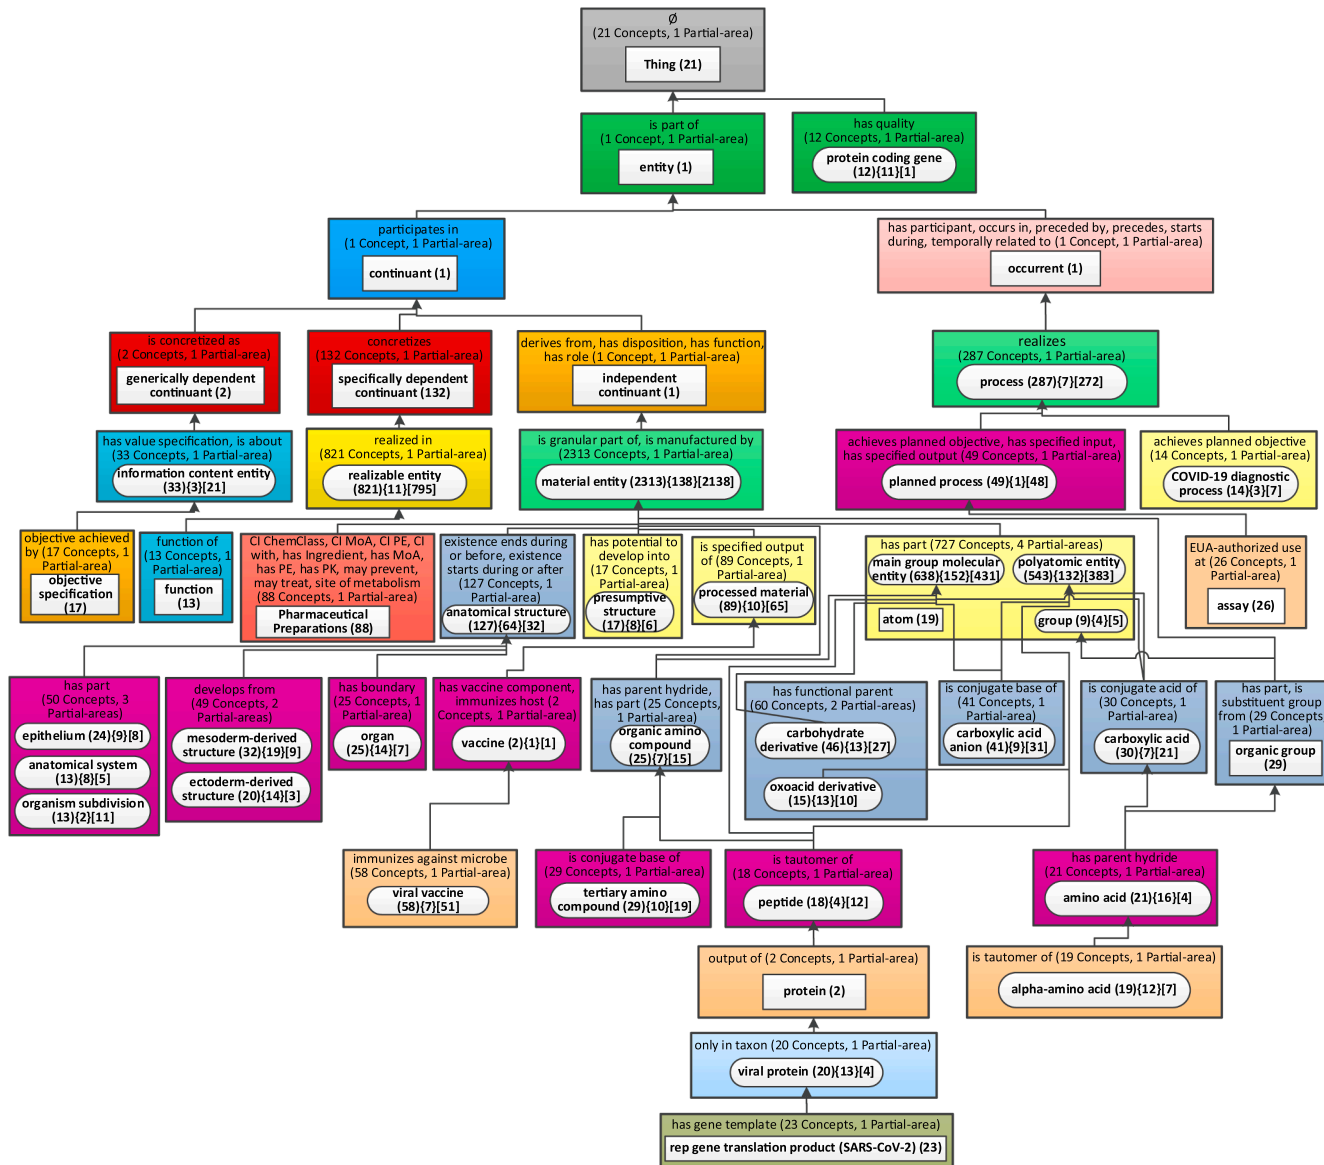 Ø
(21 Concepts, 1 Partial-area)
Thing (21)
is part of
(1 Concept, 1 Partial-area)
entity (1)
has quality
(12 Concepts, 1 Partial-area)
protein coding gene
(12){11}[1]
participates in
(1 Concept, 1 Partial-area)
continuant (1)
has participant, occurs in, preceded by, precedes, starts
during, temporally related to (1 Concept, 1 Partial-area)
occurrent (1)
is concretized as
(2 Concepts, 1 Partial-area)
generically dependent
continuant (2)
concretizes
(132 Concepts, 1 Partial-area)
specifically dependent
continuant (132)
derives from, has disposition, has function,
has role (1 Concept, 1 Partial-area)
independent
continuant (1)
realizes
(287 Concepts, 1 Partial-area)
process (287){7}[272]
has value specification, is about
(33 Concepts, 1 Partial-area)
information content entity
(33){3}[21]
realized in
(821 Concepts, 1 Partial-area)
realizable entity
(821){11}[795]
is granular part of, is manufactured by
(2313 Concepts, 1 Partial-area)
material entity (2313){138}[2138]
achieves planned objective, has specified input,
has specified output (49 Concepts, 1 Partial-area)
planned process (49){1}[48]
achieves planned objective
(14 Concepts, 1 Partial-area)
COVID-19 diagnostic
process (14){3}[7]
objective achieved
by (17 Concepts, 1
Partial-area)
objective
specification
(17)
function of
(13 Concepts, 1
Partial-area)
function (13)
CI ChemClass, CI MoA, CI PE, CI
with, has Ingredient, has MoA,
has PE, has PK, may prevent,
may treat, site of metabolism
(88 Concepts, 1 Partial-area)
Pharmaceutical
Preparations (88)
existence ends during
or before, existence
starts during or after
(127 Concepts, 1
Partial-area)
anatomical structure
(127){64}[32]
has potential to
develop into
(17 Concepts, 1
Partial-area)
presumptive
structure
(17){8}[6]
is specified output
of (89 Concepts, 1
Partial-area)
processed material
(89){10}[65]
has part (727 Concepts, 4 Partial-areas)
main group molecular
entity (638){152}[431]
polyatomic entity
(543){132}[383]
atom (19)
group (9){4}[5]
EUA-authorized use
at (26 Concepts, 1
Partial-area)
assay (26)
has part
(50 Concepts, 3
Partial-areas)
epithelium (24){9}[8]
anatomical system
(13){8}[5]
organism subdivision
(13){2}[11]
develops from
(49 Concepts, 2
Partial-areas)
mesoderm-derived
structure (32){19}[9]
ectoderm-derived
structure (20){14}[3]
has boundary
(25 Concepts, 1
Partial-area)
organ
(25){14}[7]
has vaccine component,
immunizes host (2
Concepts, 1 Partial-area)
vaccine (2){1}[1]
has parent hydride,
has part (25 Concepts,
1 Partial-area)
organic amino
compound
(25){7}[15]
has functional parent
(60 Concepts, 2 Partial-areas)
carbohydrate
derivative (46){13}[27]
oxoacid derivative
(15){13}[10]
is conjugate base of
(41 Concepts, 1
Partial-area)
carboxylic acid
anion (41){9}[31]
is conjugate acid of
(30 Concepts, 1
Partial-area)
carboxylic acid
(30){7}[21]
has part, is
substituent group
from (29 Concepts,
1 Partial-area)
organic group
(29)
immunizes against microbe
(58 Concepts, 1 Partial-area)
viral vaccine
(58){7}[51]
is conjugate base of
(29 Concepts, 1 Partial-area)
tertiary amino
compound (29){10}[19]
is tautomer of
(18 Concepts, 1 Partial-area)
peptide (18){4}[12]
has parent hydride
(21 Concepts, 1 Partial-area)
amino acid (21){16}[4]
output of (2 Concepts, 1 Partial-area)
protein (2)
is tautomer of (19 Concepts, 1 Partial-area)
alpha-amino acid (19){12}[7]
only in taxon (20 Concepts, 1 Partial-area)
viral protein (20){13}[4]
has gene template (23 Concepts, 1 Partial-area)
rep gene translation product (SARS-CoV-2) (23)